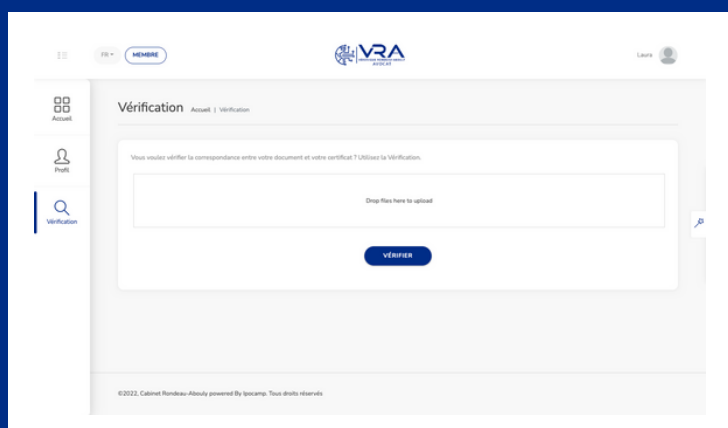 FR
MEMBRE
VRA
AVOCAT
Laura
Accueil
Profil
Vérification
Vérification
Accueil | Vérification
Vous voulez vérifier la correspondance entre votre document et votre certificat ? Utilisez la Vérification.
Drop files here to upload
VÉRIFIER
©2022, Cabinet Rondeau-Abouly powered By Ipocamp. Tous droits réservés